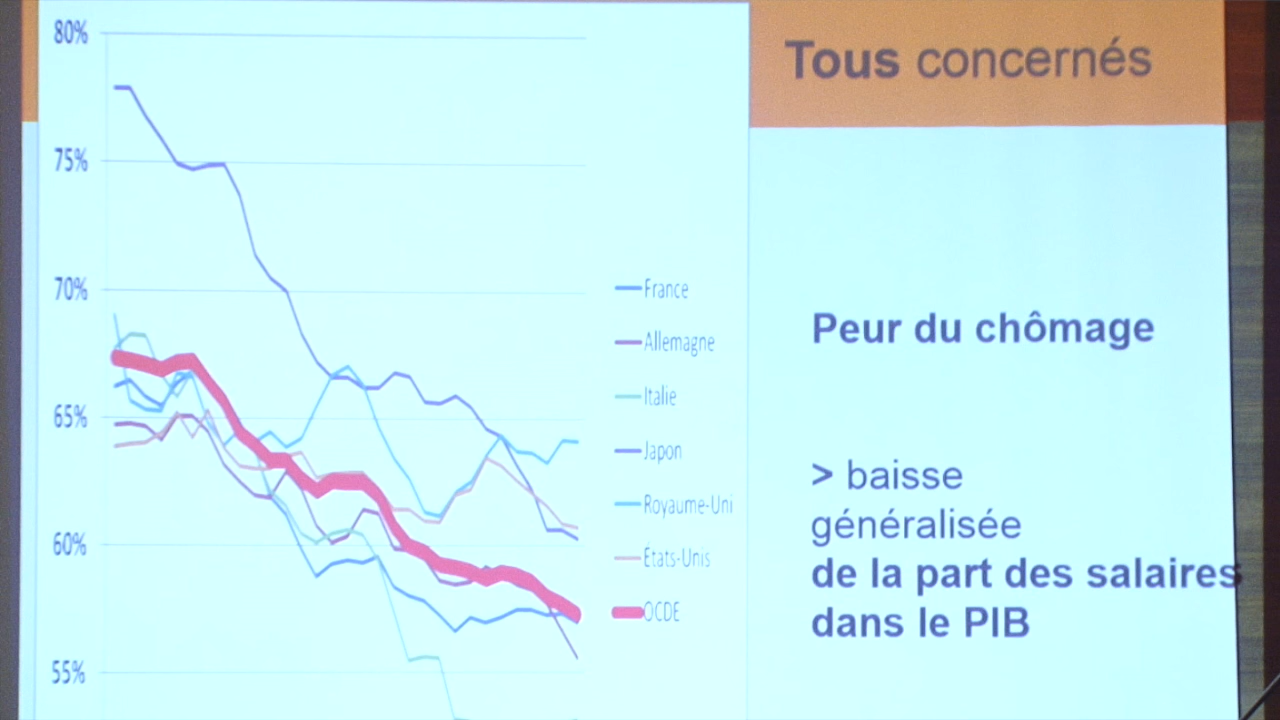 Tous concernés
80%
75%
70%
65%
60%
55%
France
Allemagne
Italie
Japon
Royaume-Uni
États-Unis
OCDE
Peur du chômage
> baisse
généralisée
de la part des salaires
dans le PIB